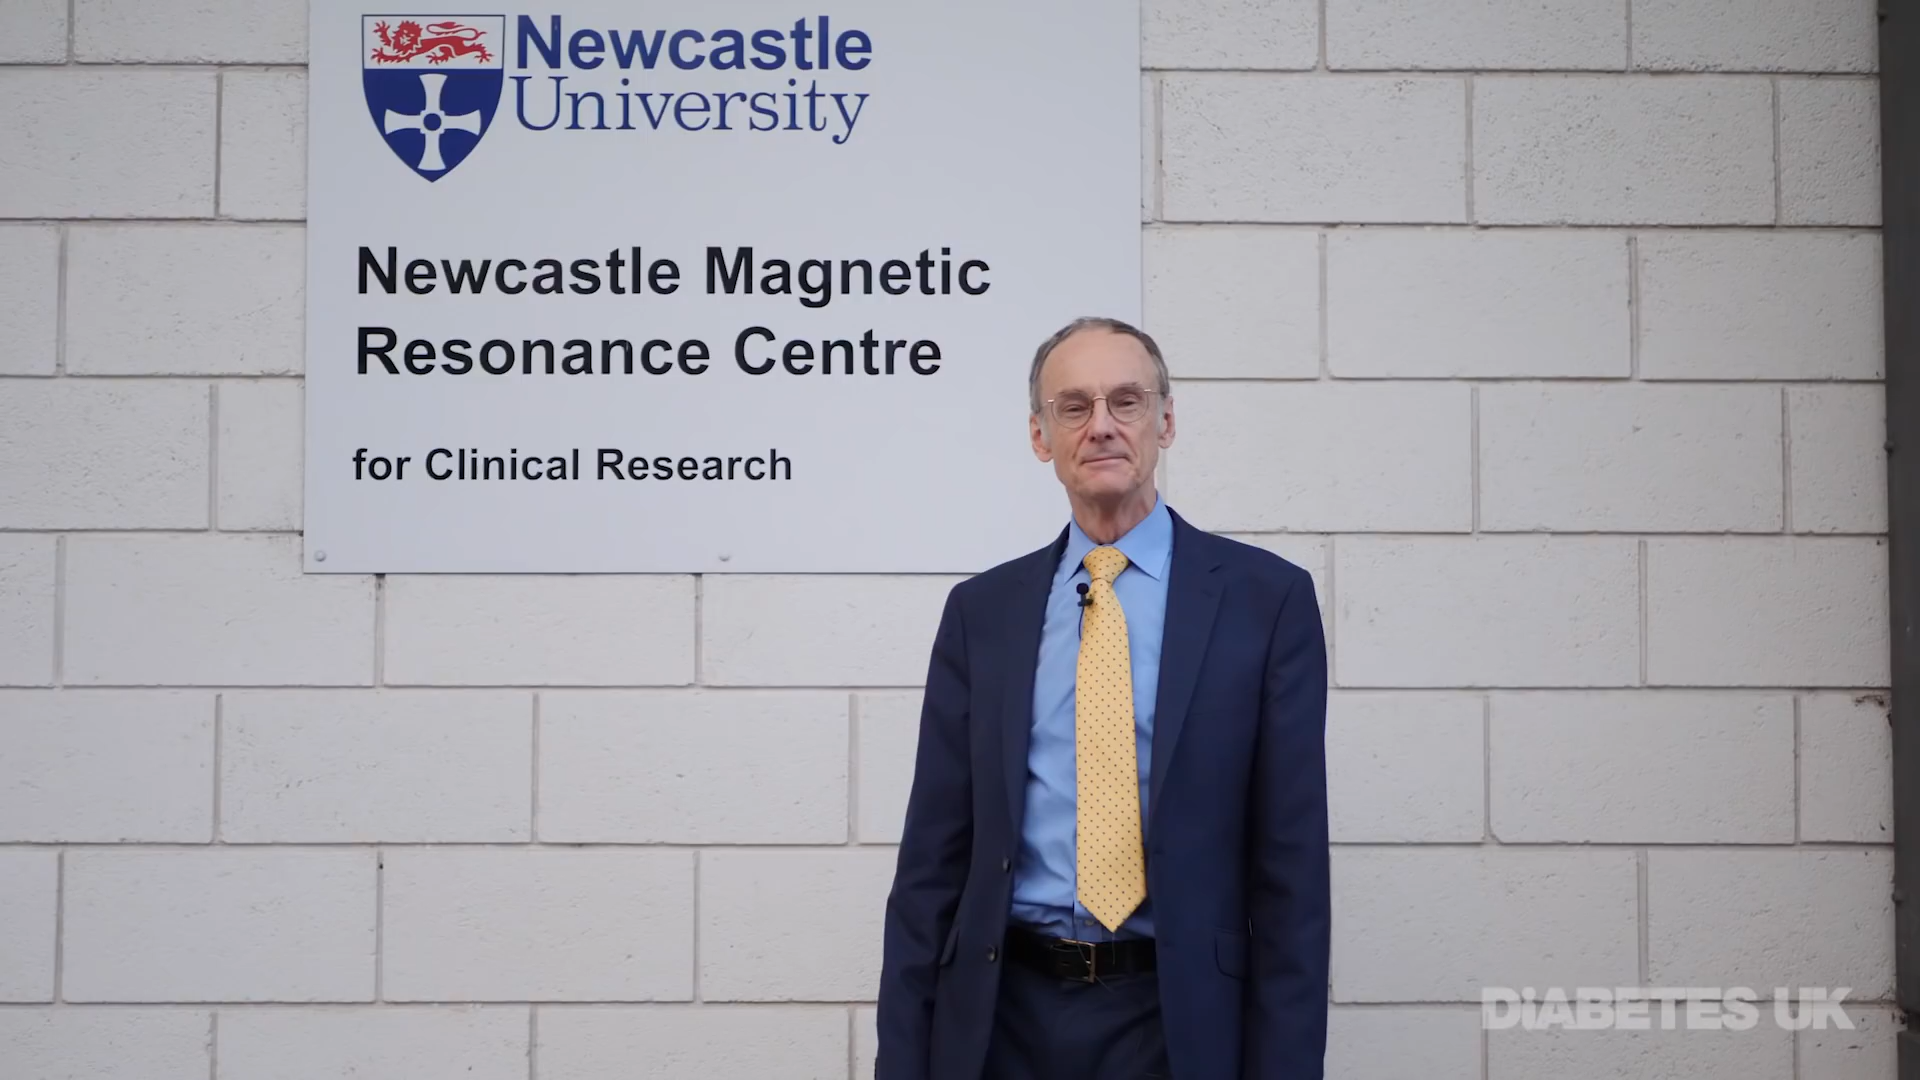 Newcastle
University
Newcastle Magnetic
Resonance Centre
for Clinical Research
DiABETES UK